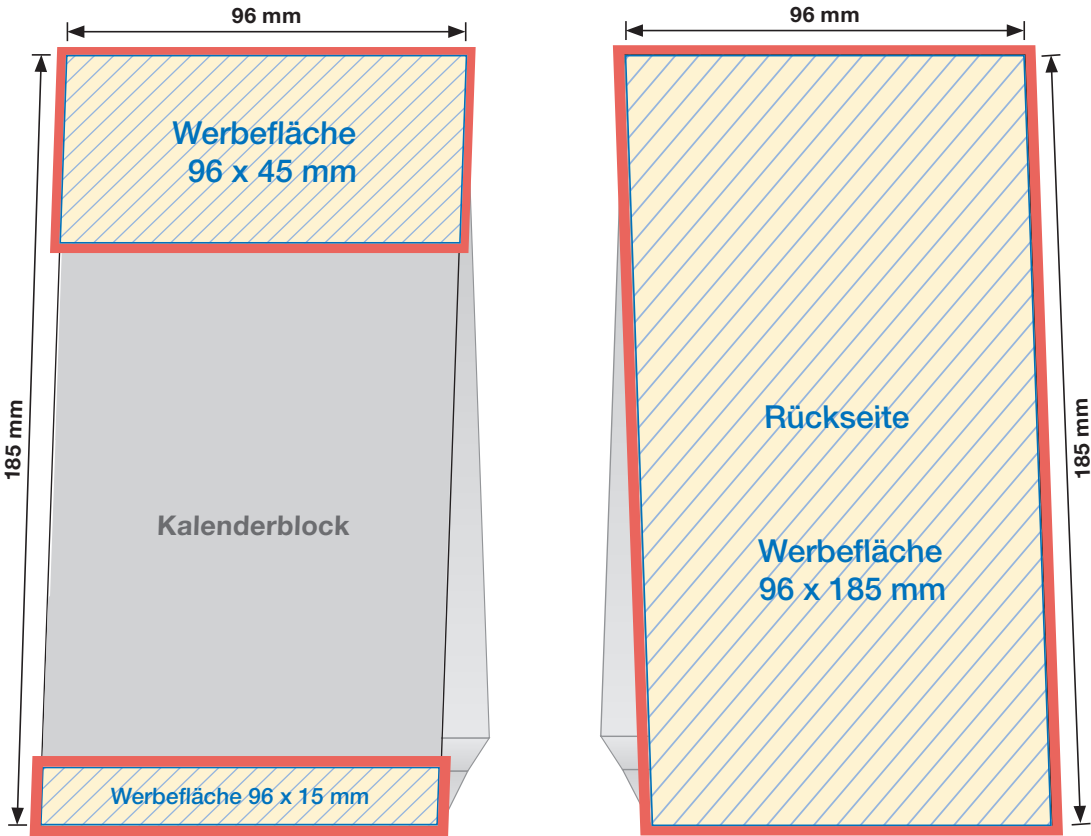 96 mm
Werbefläche
96 x 45 mm
185 mm
Kalenderblock
Werbefläche 96 x 15 mm
96 mm
Rückseite
Werbefläche
96 x 185 mm
185 mm